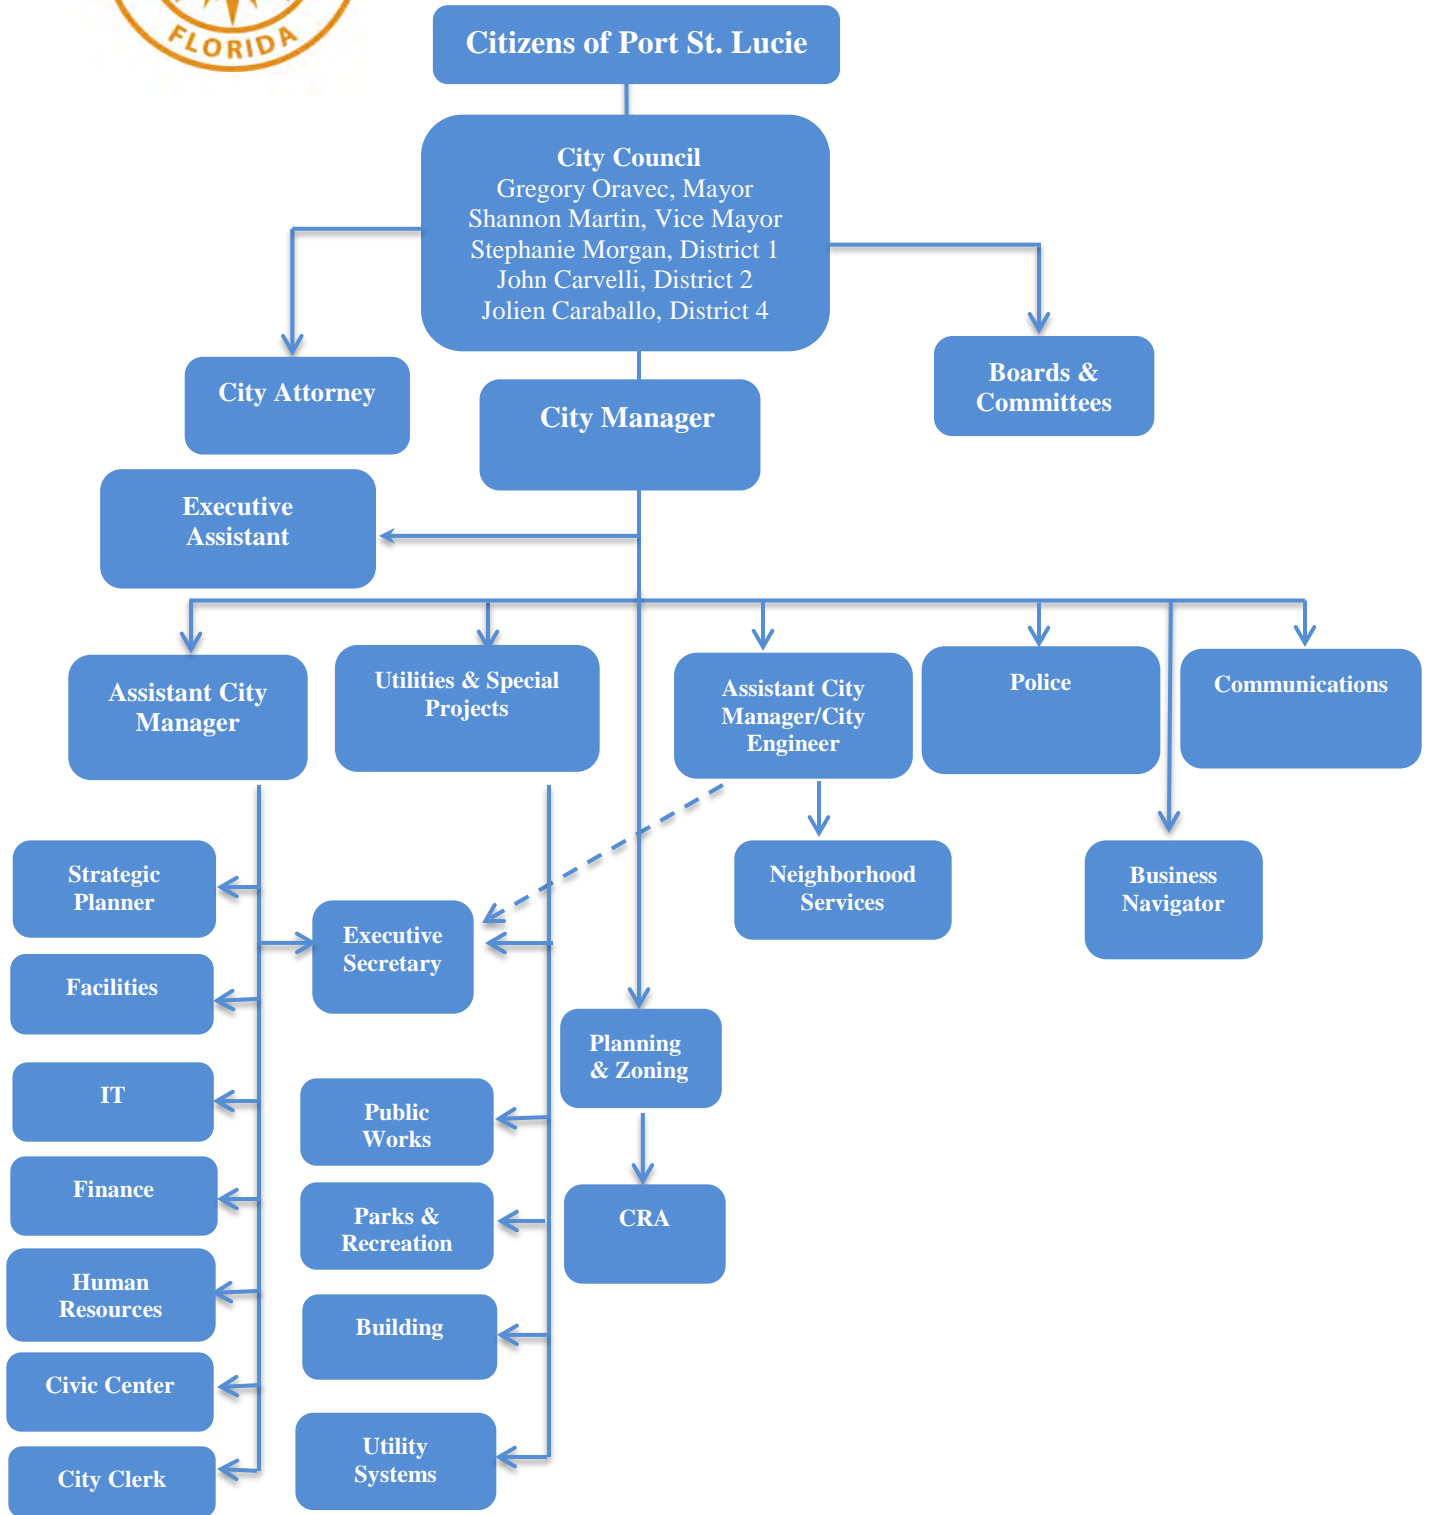 FLORIDA
Citizens of Port St. Lucie
City Council
Gregory Oravec, Mayor
Shannon Martin, Vice Mayor
Stephanie Morgan, District 1
John Carvelli, District 2
Jolien Caraballo, District 4
City Attorney
City Manager
Boards &
Committees
Executive
Assistant
Assistant City
Manager
Utilities & Special
Projects
Assistant City
Manager/City
Engineer
Police
Communications
Strategic
Planner
Executive
Secretary
Neighborhood
Services
Business
Navigator
Facilities
Planning
& Zoning
IT
Public
Works
Finance
Parks &
Recreation
CRA
Human
Resources
Building
Civic Center
Utility
Systems
City Clerk